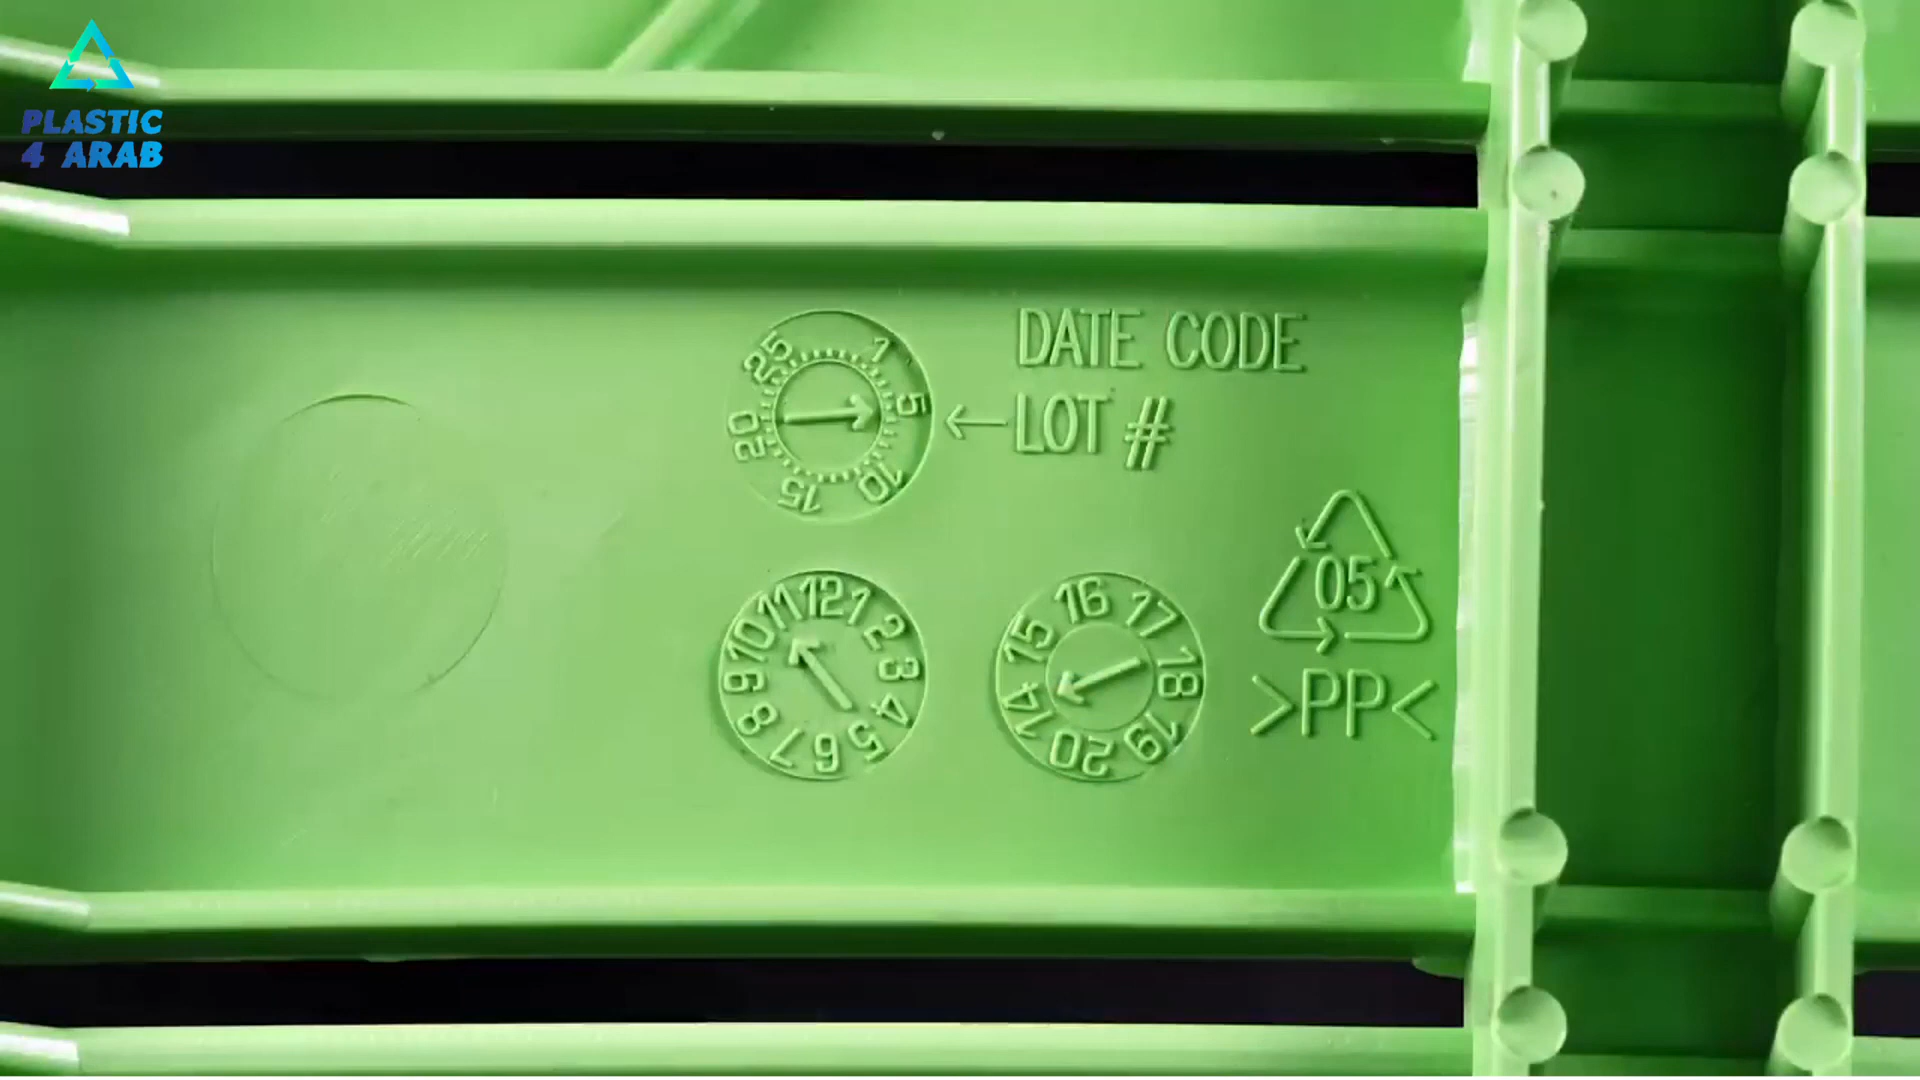 PLASTIC
4 ARAB
DATE CODE
LOT #
1 5 10 15 20 25
12 1 2 3 4 5 6 7 8 9 10 11
14 15 16 17 18 19 20
05
>PP<